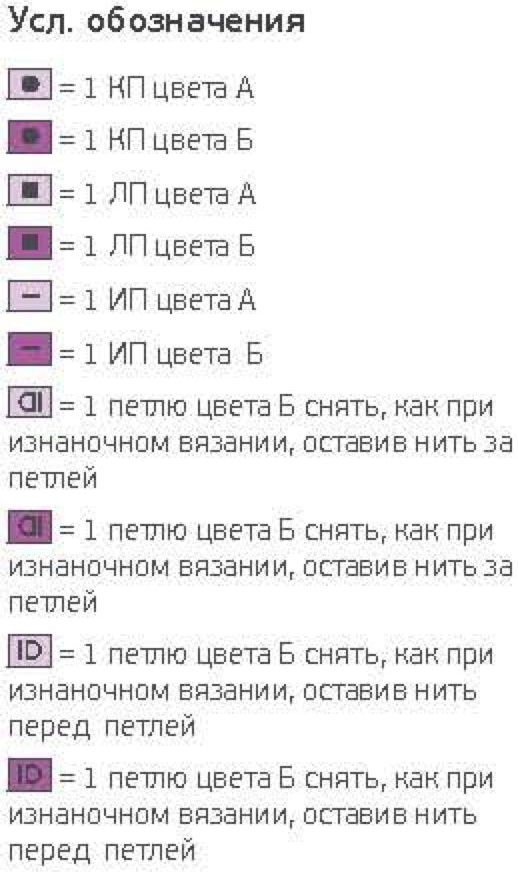 Усл. обозначения
= 1 КП цвета А
= 1 КП цвета Б
= 1 ЛП цвета А
= 1 ЛП цвета Б
= 1 ИП цвета А
= 1 ИП цвета Б
= 1 петлю цвета Б снять, как при
изнаночном вязании, оставив нить за
петлей
= 1 петлю цвета Б снять, как при
изнаночном вязании, оставив нить за
петлей
ID = 1 петлю цвета Б снять, как при
изнаночном вязании, оставив нить
перед петлей
ID = 1 петлю цвета Б снять, как при
изнаночном вязании, оставив нить
перед петлей